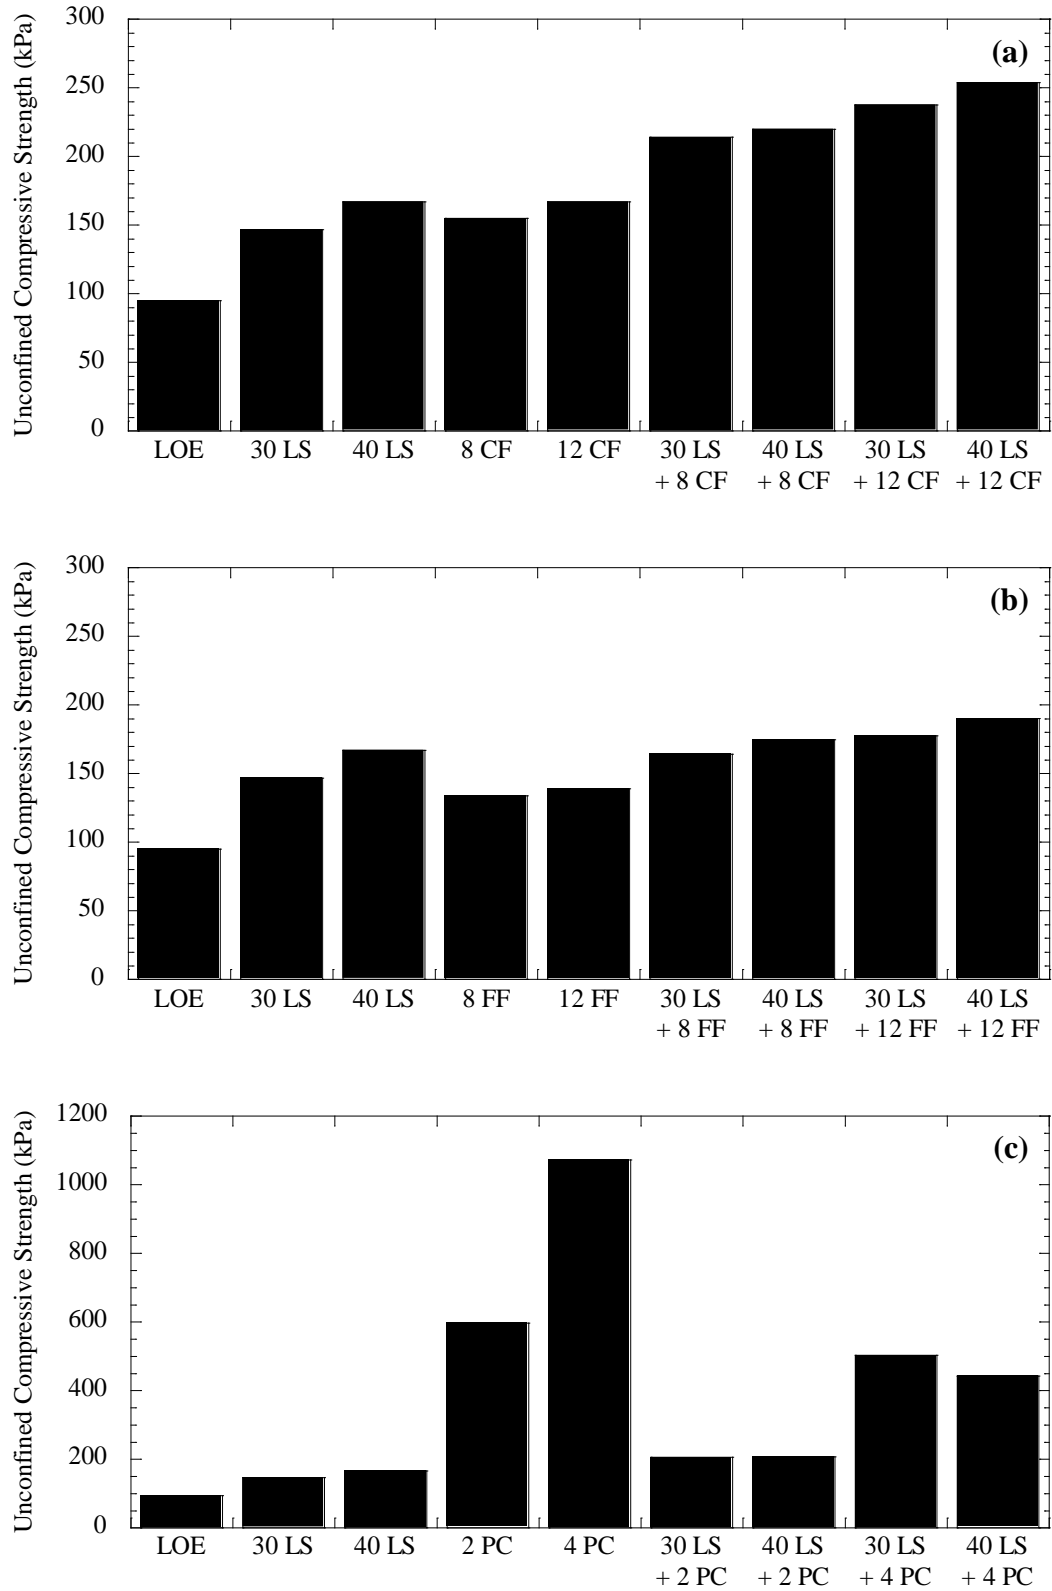 Unconfined Compressive Strength (kPa)
300
250
200
150
100
50
0
(a)
LOE 30 LS 40 LS 8 CF 12 CF 30 LS 40 LS 30 LS 40 LS
+ 8 CF + 8 CF + 12 CF + 12 CF
Unconfined Compressive Strength (kPa)
300
250
200
150
100
50
0
(b)
LOE 30 LS 40 LS 8 FF 12 FF 30 LS 40 LS 30 LS 40 LS
+ 8 FF + 8 FF + 12 FF + 12 FF
Unconfined Compressive Strength (kPa)
1200
1000
800
600
400
200
0
(c)
LOE 30 LS 40 LS 2 PC 4 PC 30 LS 40 LS 30 LS 40 LS
+ 2 PC + 2 PC + 4 PC + 4 PC